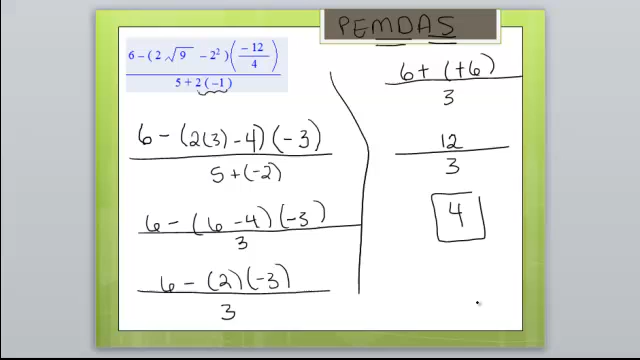 PEMDAS
6 - (2 √9 - 2²) (-12/4)
5 + 2 (-1)
6 - (2(3) - 4) (-3)
5 + (-2)
6 - (6 - 4) (-3)
3
6 - (2) (-3)
3
6 + (+6)
3
12
3
4